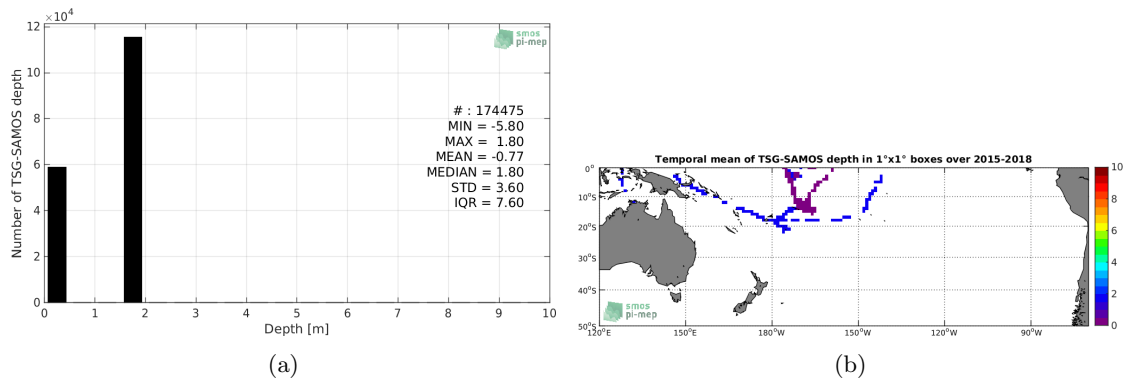 ×10⁴
12
10
8
6
4
2
0
Number of TSG-SAMOS depth
smos
pi-mep
# : 174475
MIN = -5.80
MAX = 1.80
MEAN = -0.77
MEDIAN = 1.80
STD = 3.60
IQR = 7.60
0 1 2 3 4 5 6 7 8 9 10
Depth [m]
(a)
Temporal mean of TSG-SAMOS depth in 1°x1° boxes over 2015-2018
0°
10°S
20°S
30°S
40°S
50°S
120°E 150°E 180°W 150°W 120°W 90°W
smos
pi-mep
10
8
6
4
2
0
(b)